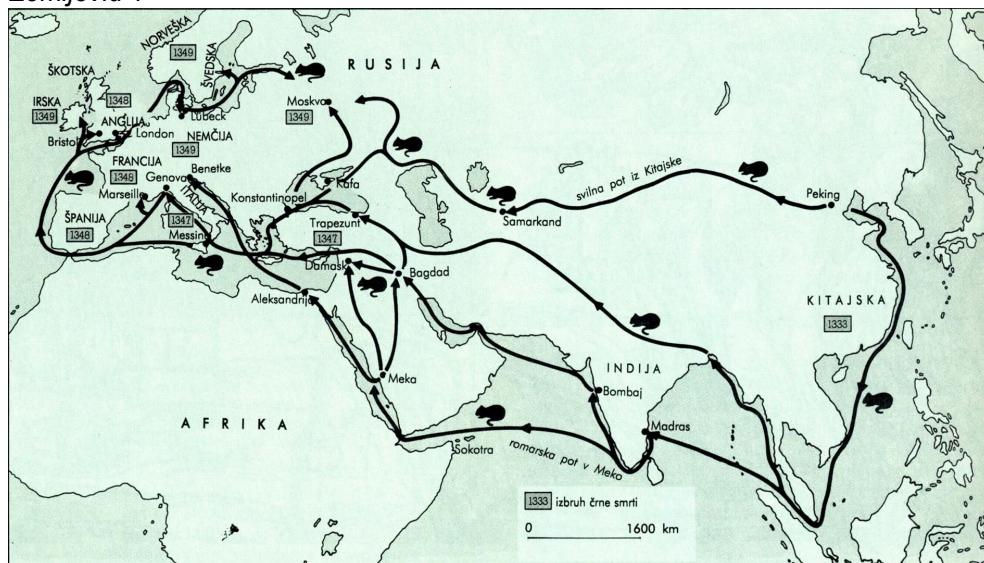 NORVEŠKA
1349
ŠVEDSKA
RUSIJA
ŠKOTSKA
IRSKA
1349
1348
ANGLIJA
London
Bristol
Lübeck
NEMČIJA
1349
Moskva
1349
FRANCIJA
1348
Benetke
Genova
Marseille
ITALIJA
1347
Messina
ŠPANIJA
1348
Konstantinopel
Kafa
Trapezunt
1347
Damask
Bagdad
Aleksandrija
Samarkand
svilna pot iz Kitajske
Peking
KITAJSKA
1333
INDIJA
Bombaj
Madras
Meka
AFRIKA
Sokotra
romarska pot v Meko
1333 izbruh črne smrti
0 1600 km